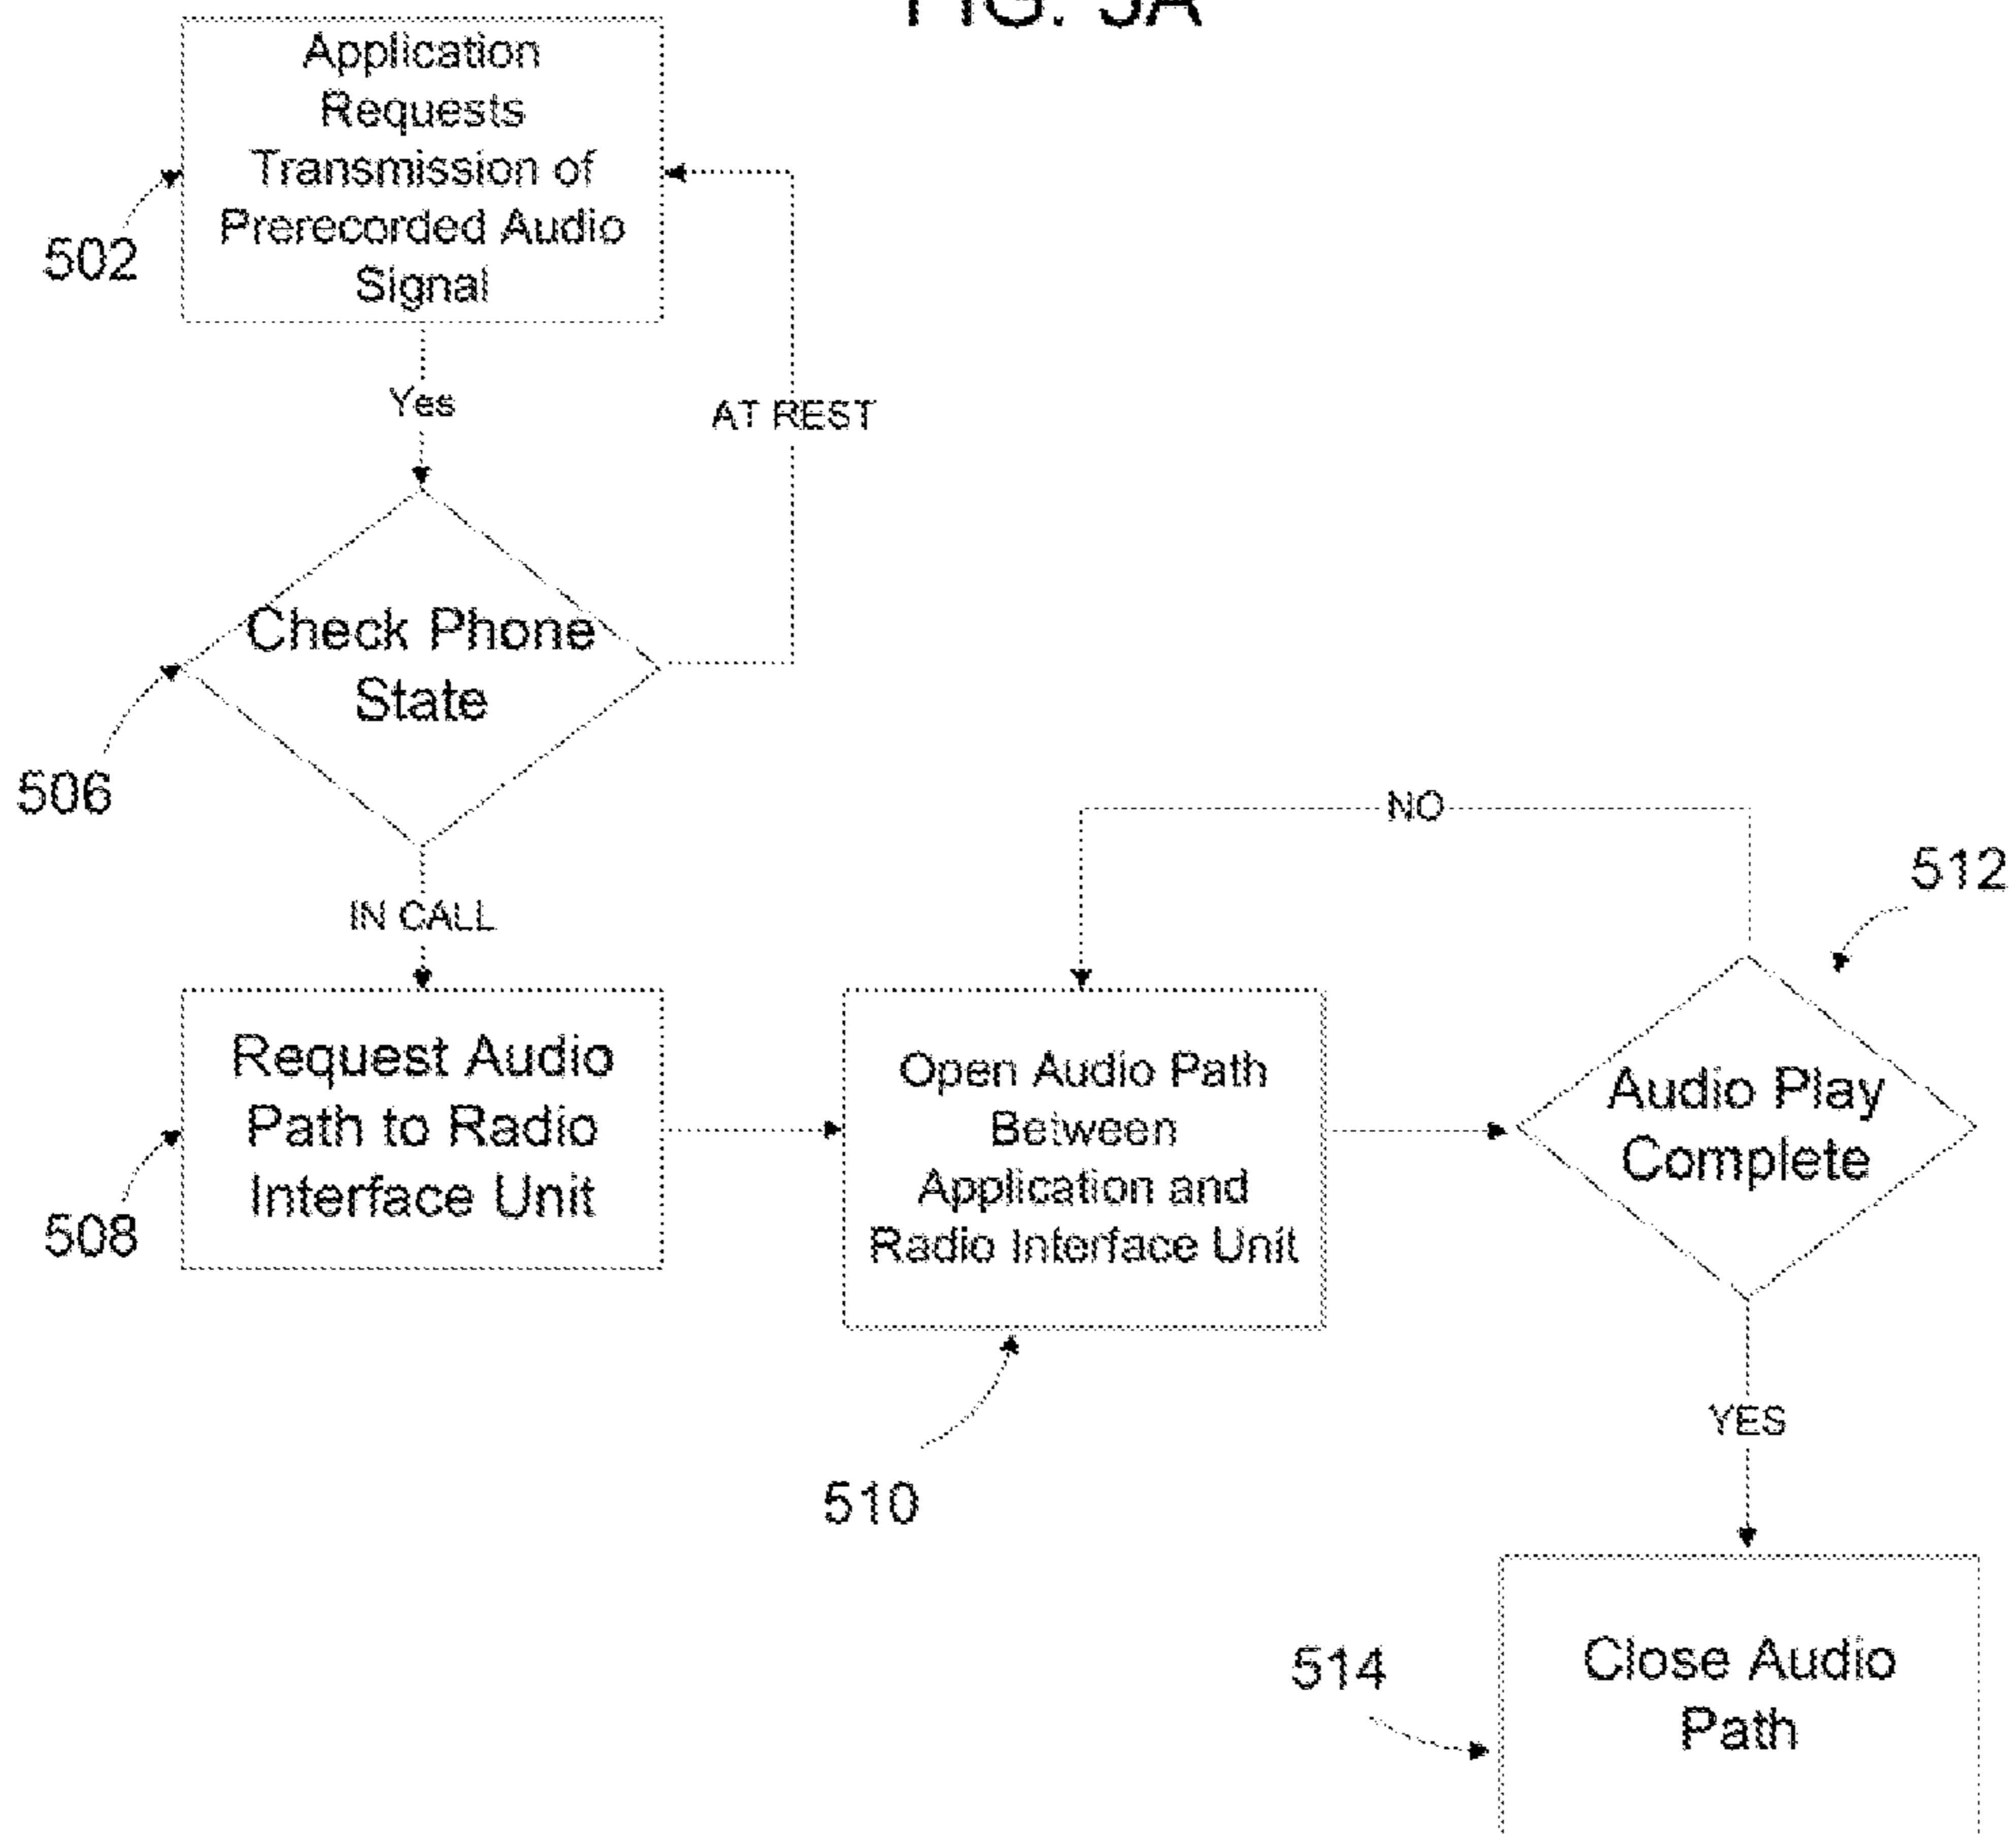 FIG. 5A
Application
Requests
Transmission of
Prerecorded Audio
Signal
502
Yes
AT REST
Check Phone
State
506
IN CALL
NO
512
Request Audio
Path to Radio
Interface Unit
508
Open Audio Path
Between
Application and
Radio Interface Unit
510
Audio Play
Complete
YES
514
Close Audio
Path